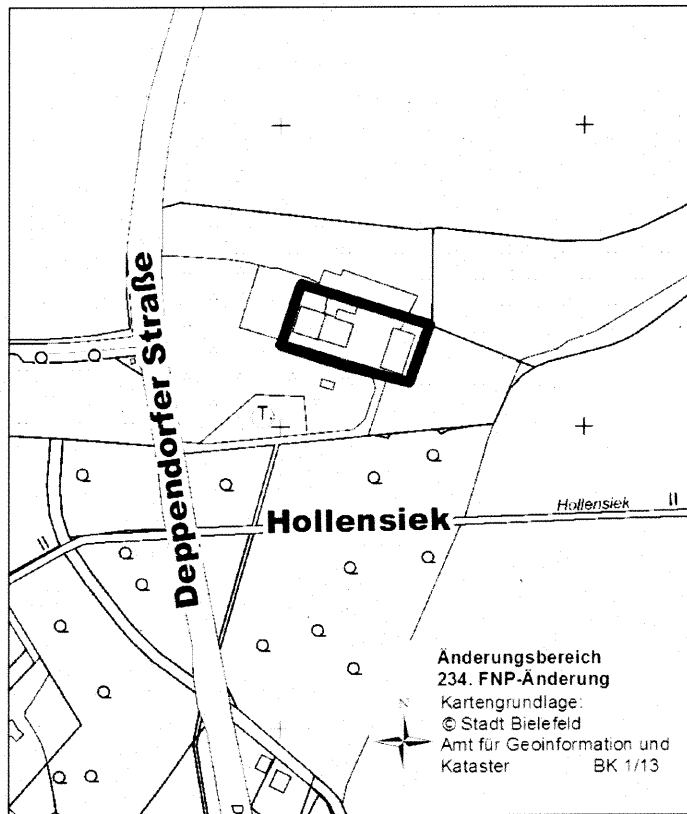 Deppendorfer Straße
T
Hollensiek
Hollensiek
Änderungsbereich
234. FNP-Änderung
N
Kartengrundlage:
© Stadt Bielefeld
Amt für Geoinformation und
Kataster BK 1/13
D